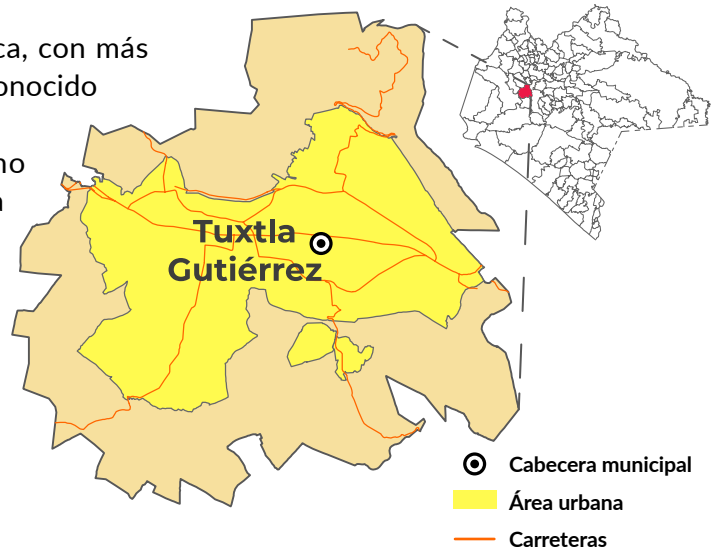 ca, con más
onocido
no
Tuxtla
Gutiérrez
Cabecera municipal
Área urbana
Carreteras